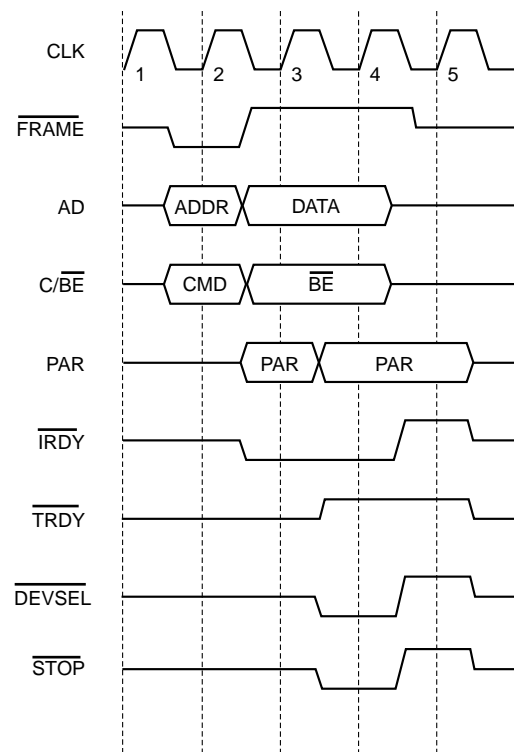 CLK
1 2 3 4 5
FRAME
AD ADDR DATA
C/BE CMD BE
PAR PAR PAR
IRDY
TRDY
DEVSEL
STOP